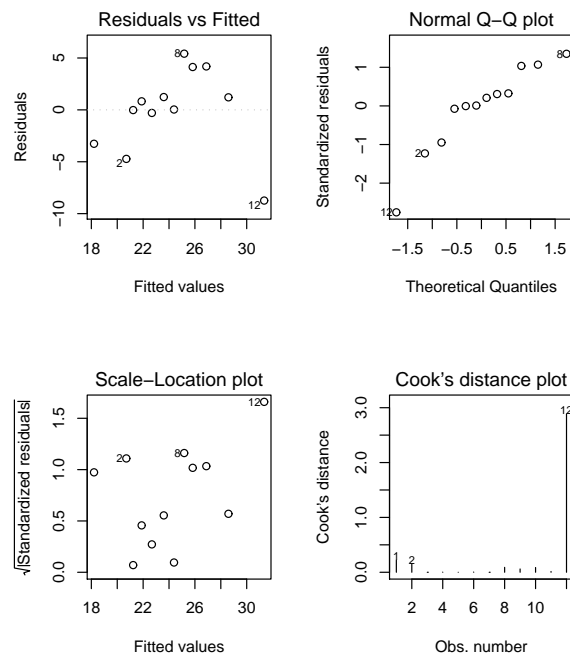 Residuals vs Fitted
Residuals
5
0
−5
−10
8
2
12
18 22 26 30
Fitted values
Normal Q−Q plot
Standardized residuals
1
0
−1
−2
8
2
12
−1.5 −0.5 0.5 1.5
Theoretical Quantiles
Scale−Location plot
√|Standardized residuals|
1.5
1.0
0.5
0.0
12
2
8
18 22 26 30
Fitted values
Cook's distance plot
Cook's distance
3.0
2.0
1.0
0.0
12
1
2
2 4 6 8 10
Obs. number